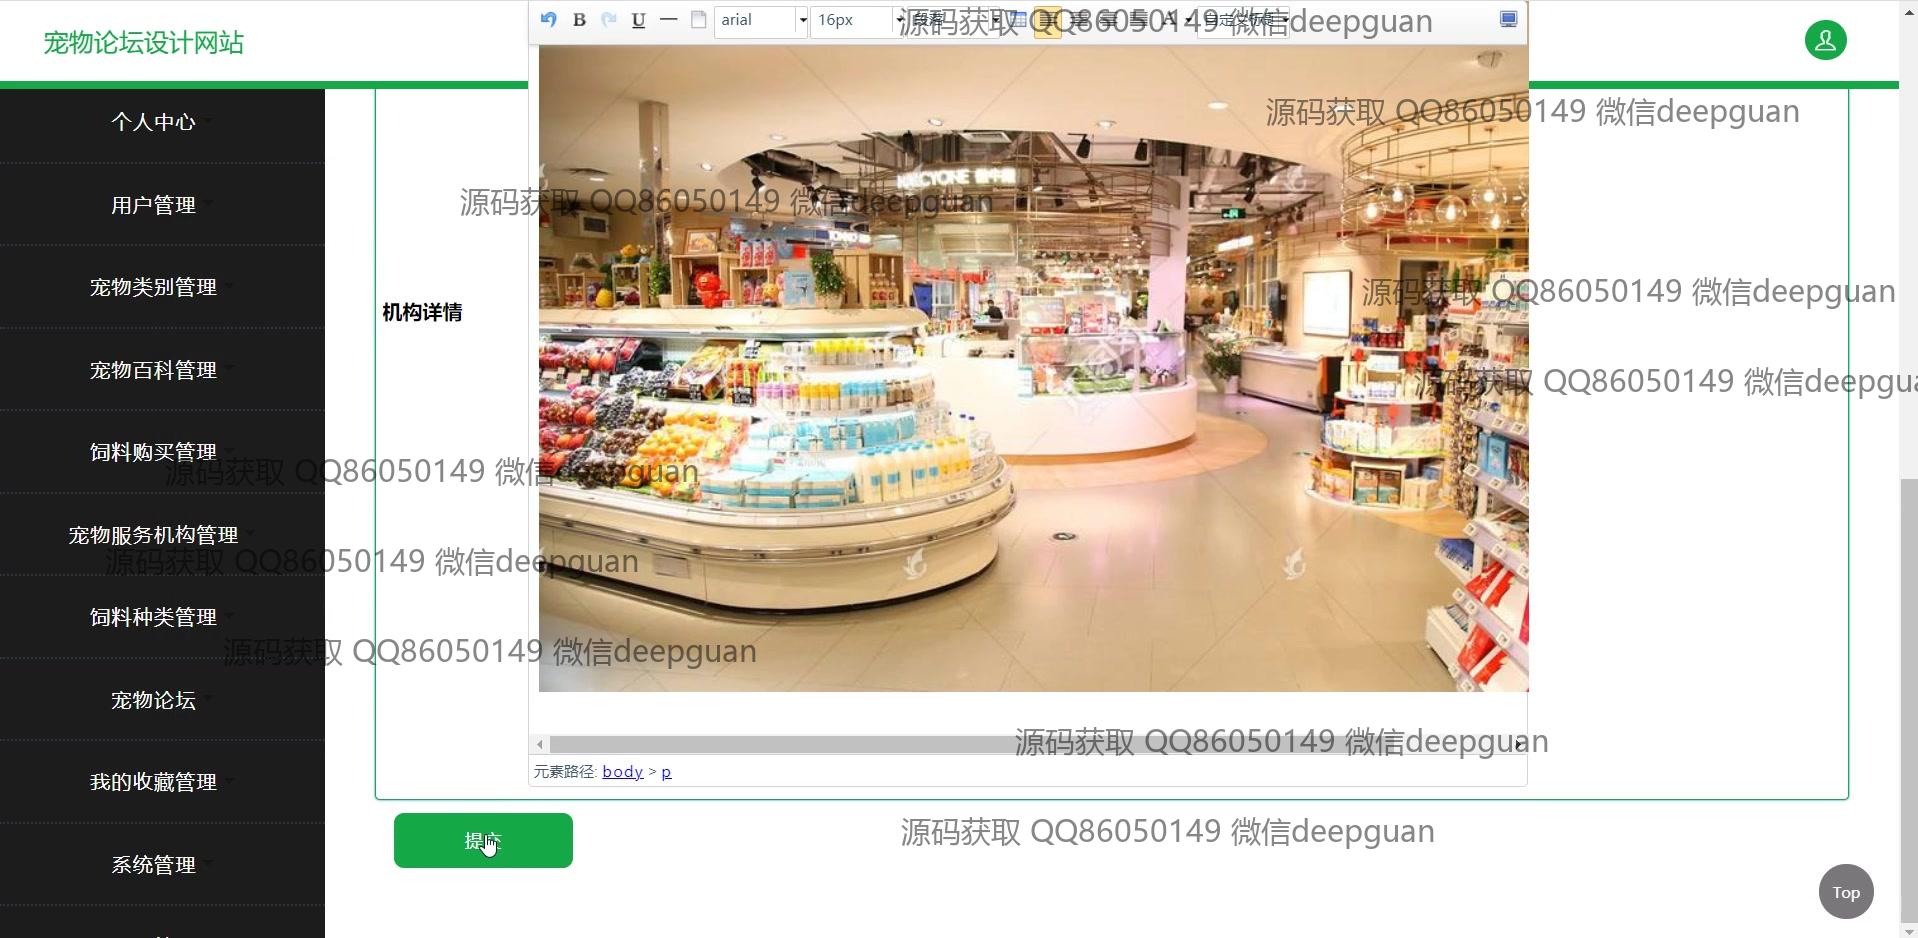 arial
16px
源码获取 QQ86050149 微信deepguan
宠物论坛设计网站
源码获取 QQ86050149 微信deepguan
个人中心
源码获取 QQ86050149 微信deepguan
用户管理
宠物类别管理
源码获取 QQ86050149 微信deepguan
机构详情
宠物百科管理
源码获取 QQ86050149 微信deepgua
饲料购买管理
源码获取 QQ86050149 微信deepguan
宠物服务机构管理
源码获取 QQ86050149 微信deepguan
饲料种类管理
源码获取 QQ86050149 微信deepguan
宠物论坛
源码获取 QQ86050149 微信deepguan
元素路径: body > p
我的收藏管理
提交
源码获取 QQ86050149 微信deepguan
系统管理
Top